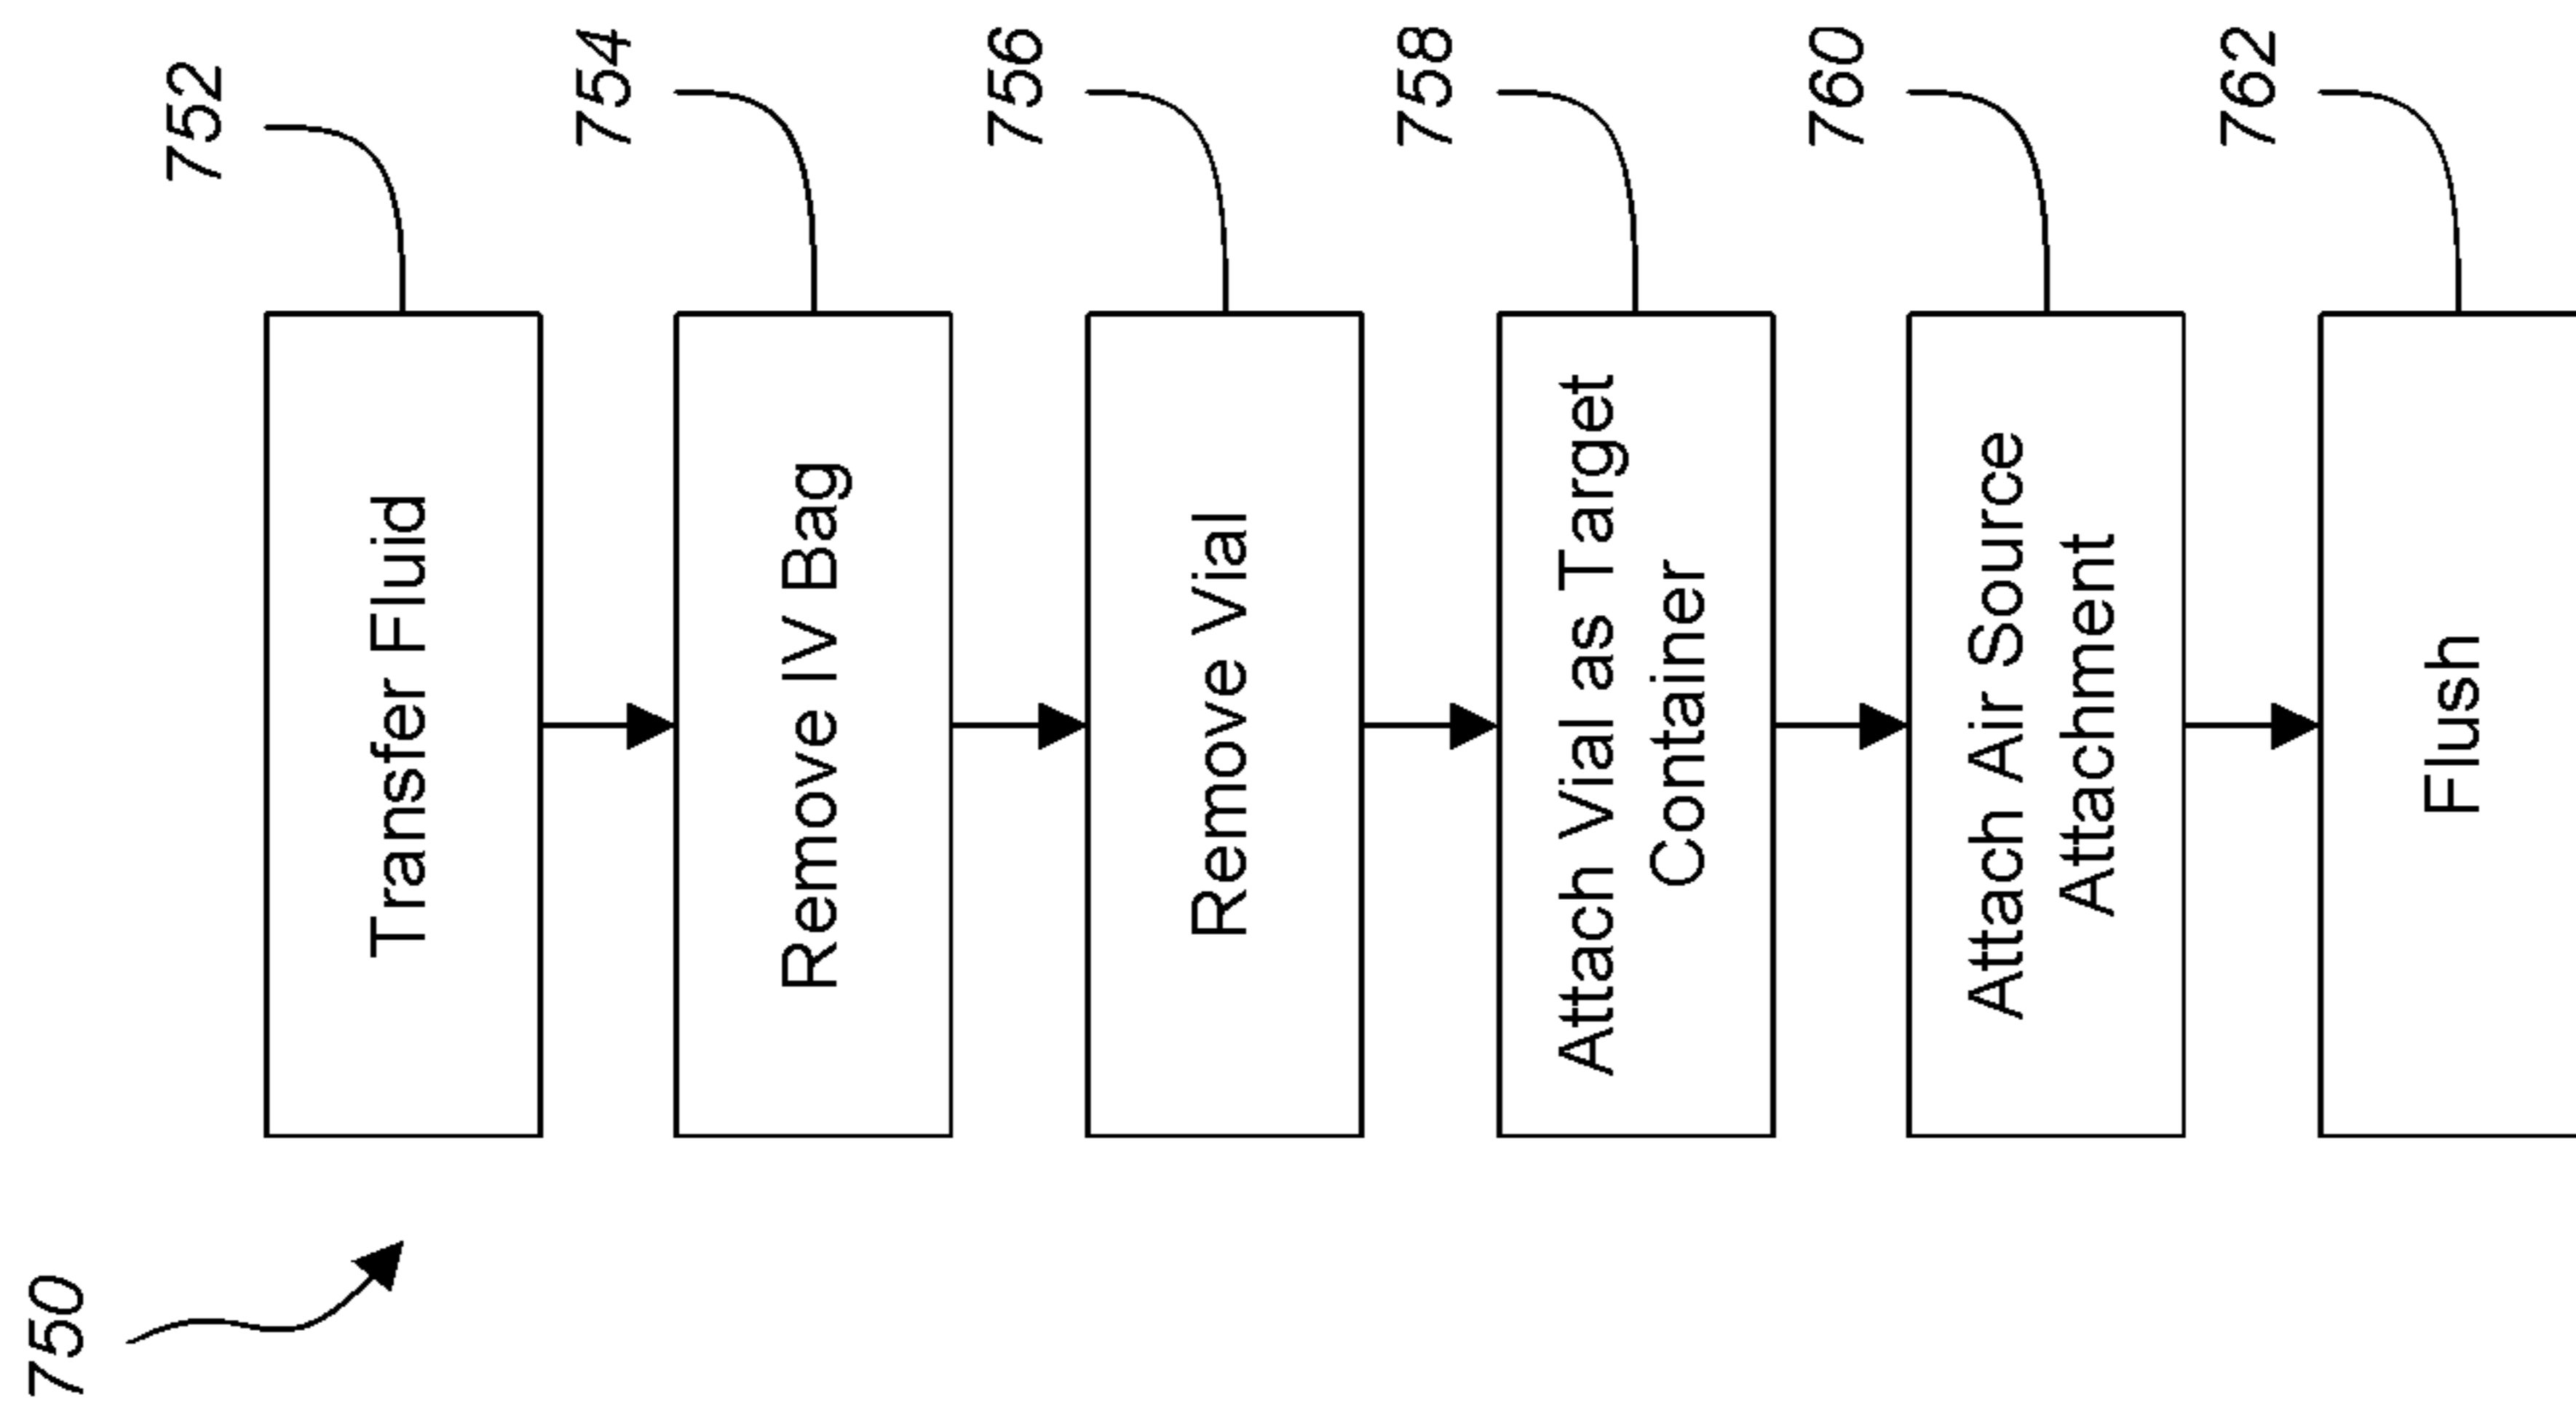 750
752
Transfer Fluid
754
Remove IV Bag
756
Remove Vial
758
Attach Vial as Target
Container
760
Attach Air Source
Attachment
762
Flush